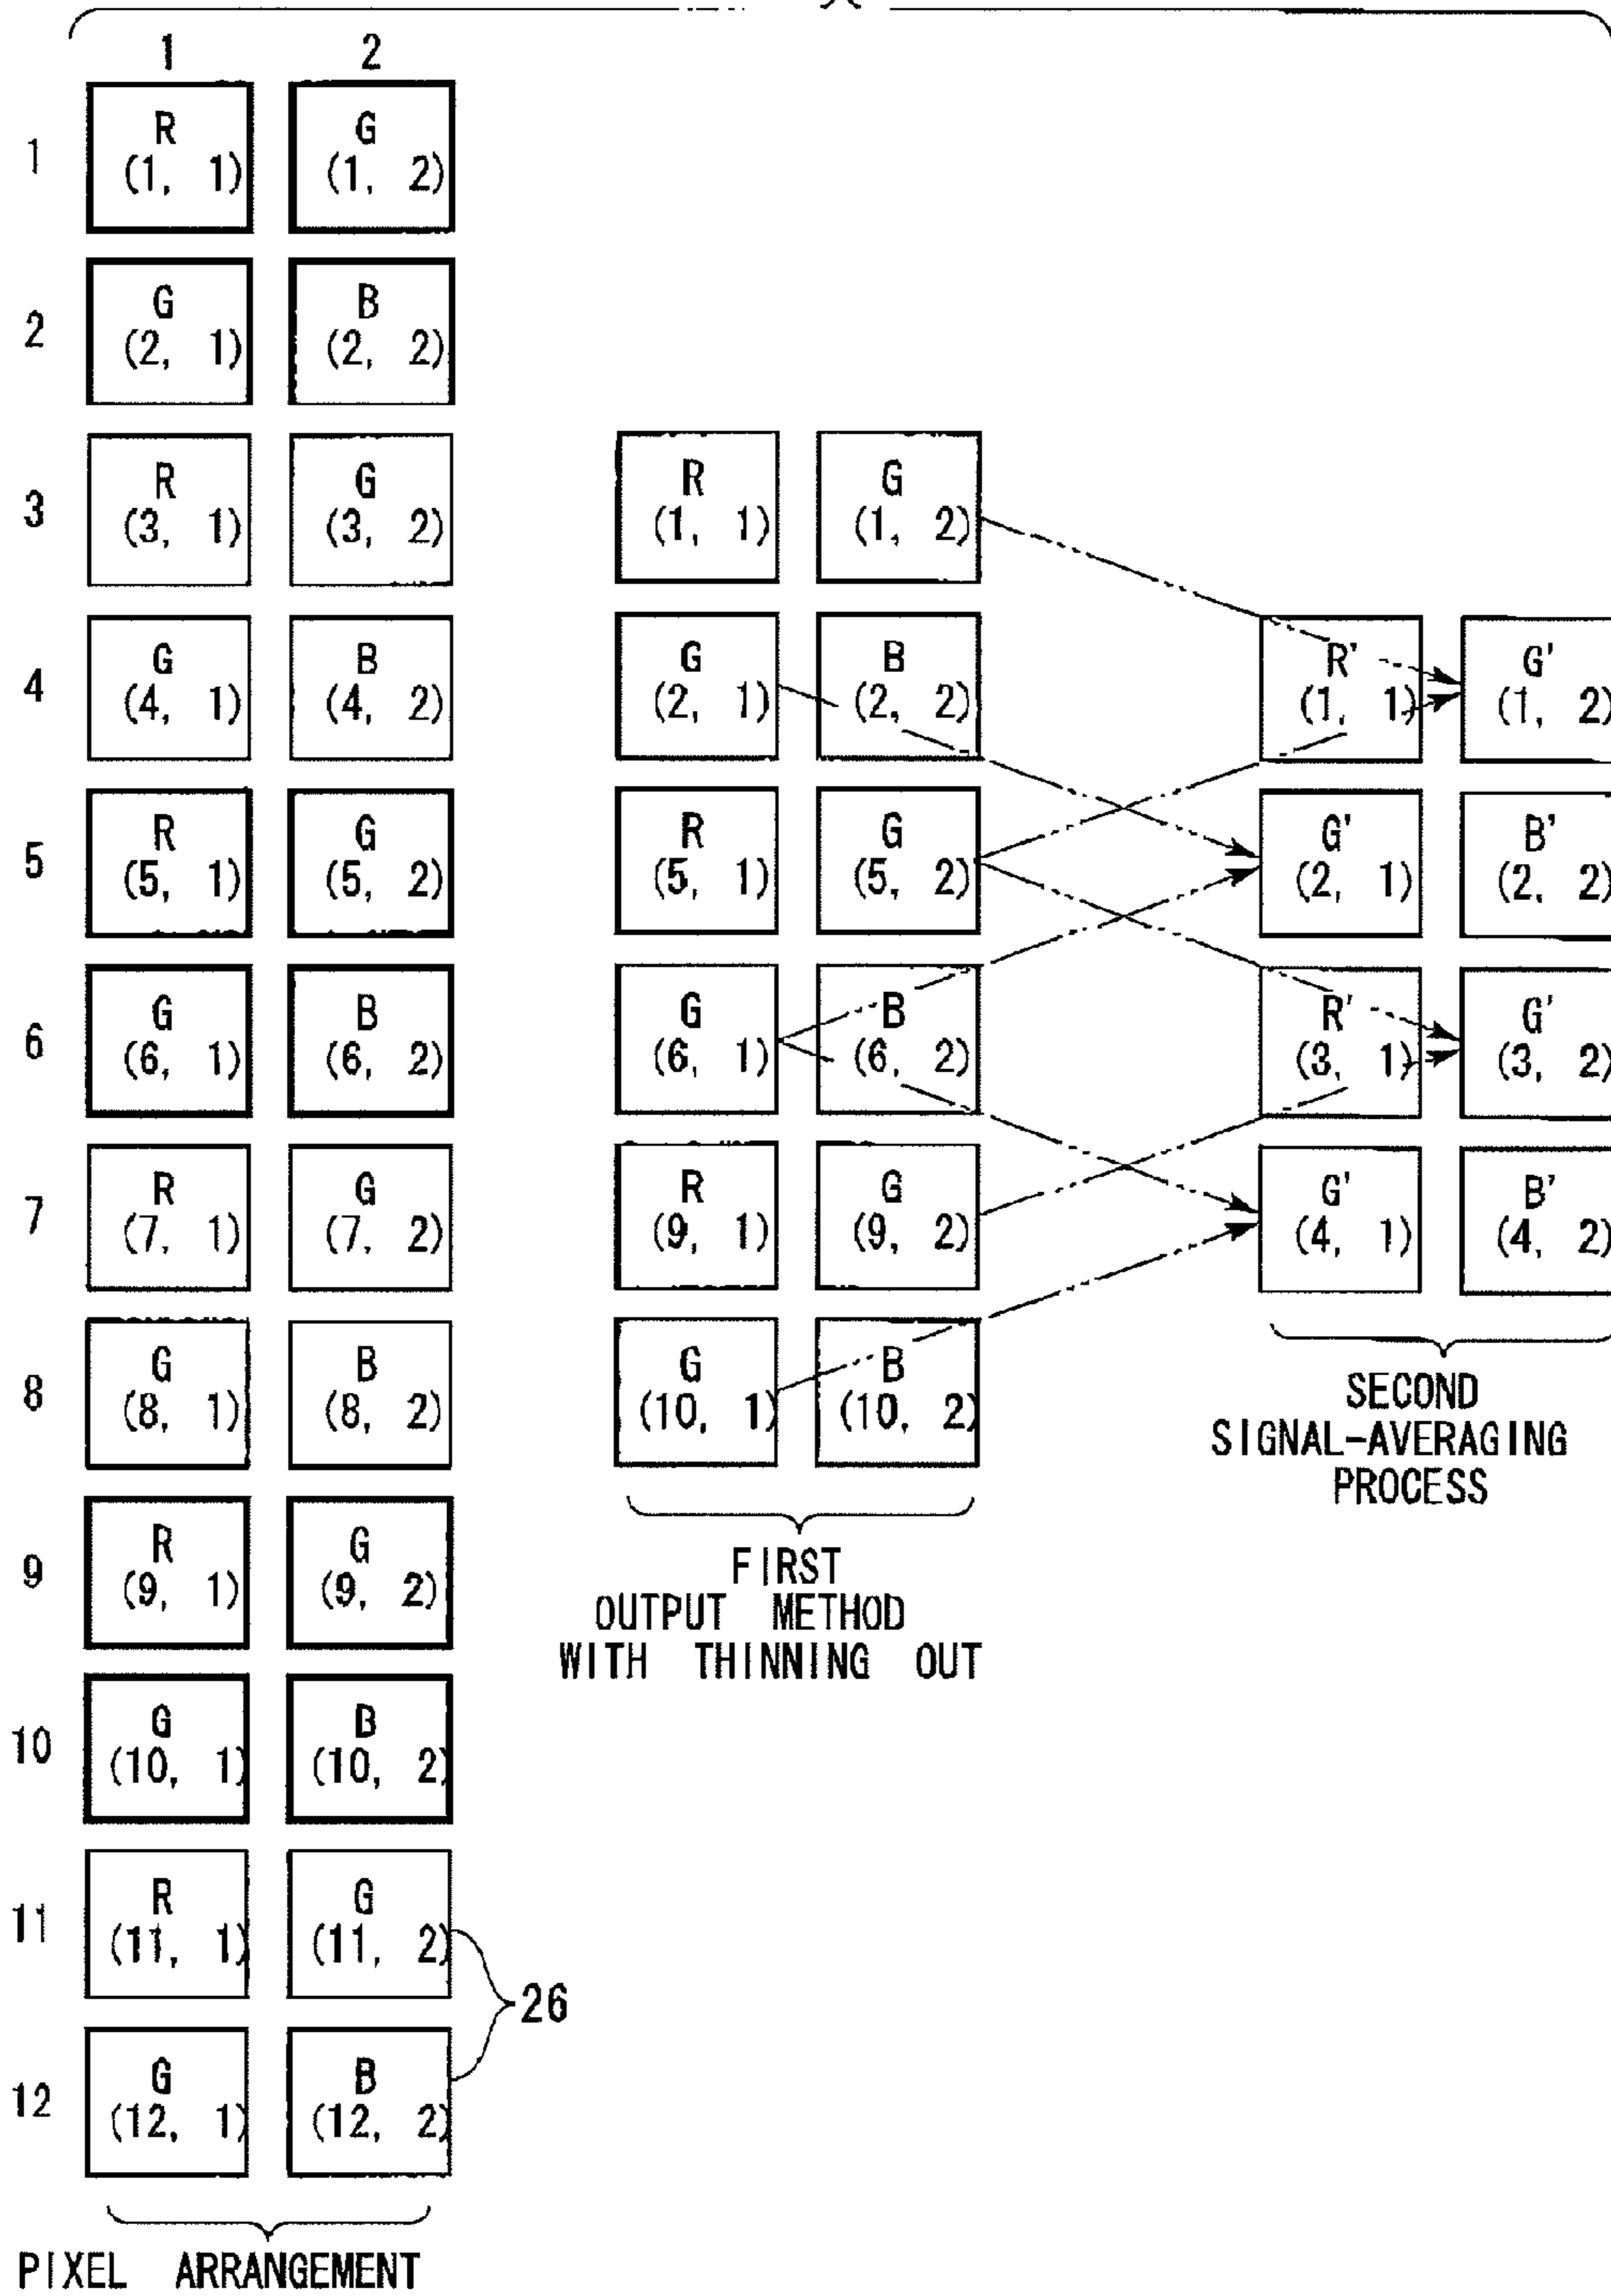 1 2
1 R (1, 1) G (1, 2)
2 G (2, 1) B (2, 2)
3 R (3, 1) G (3, 2)
4 G (4, 1) B (4, 2)
5 R (5, 1) G (5, 2)
6 G (6, 1) B (6, 2)
7 R (7, 1) G (7, 2)
8 G (8, 1) B (8, 2)
9 R (9, 1) G (9, 2)
10 G (10, 1) B (10, 2)
11 R (11, 1) G (11, 2)
12 G (12, 1) B (12, 2)
26
PIXEL ARRANGEMENT
R (1, 1) G (1, 2)
G (2, 1) B (2, 2)
R (5, 1) G (5, 2)
G (6, 1) B (6, 2)
R (9, 1) G (9, 2)
G (10, 1) B (10, 2)
FIRST
OUTPUT METHOD
WITH THINNING OUT
R' (1, 1) G' (1, 2)
G' (2, 1) B' (2, 2)
R' (3, 1) G' (3, 2)
G' (4, 1) B' (4, 2)
SECOND
SIGNAL-AVERAGING
PROCESS